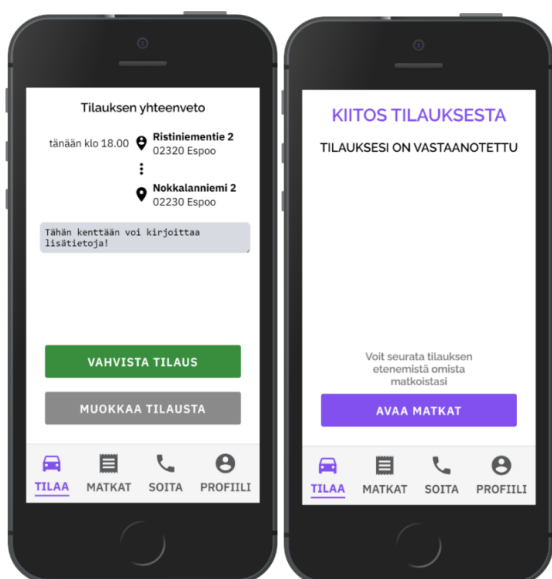 Tilauksen yhteenveto
tänään klo 18.00
Ristiniementie 2
02320 Espoo
Nokkalanniemi 2
02230 Espoo
Tähän kenttään voi kirjoittaa
lisätietoja!
VAHVISTA TILAUS
MUOKKAA TILAUSTA
TILAA MATKAT SOITA PROFIILI
KIITOS TILAUKSESTA
TILAUKSESI ON VASTAANOTETTU
Voit seurata tilauksen
etenemistä omista
matkoistasi
AVAA MATKAT
TILAA MATKAT SOITA PROFIILI